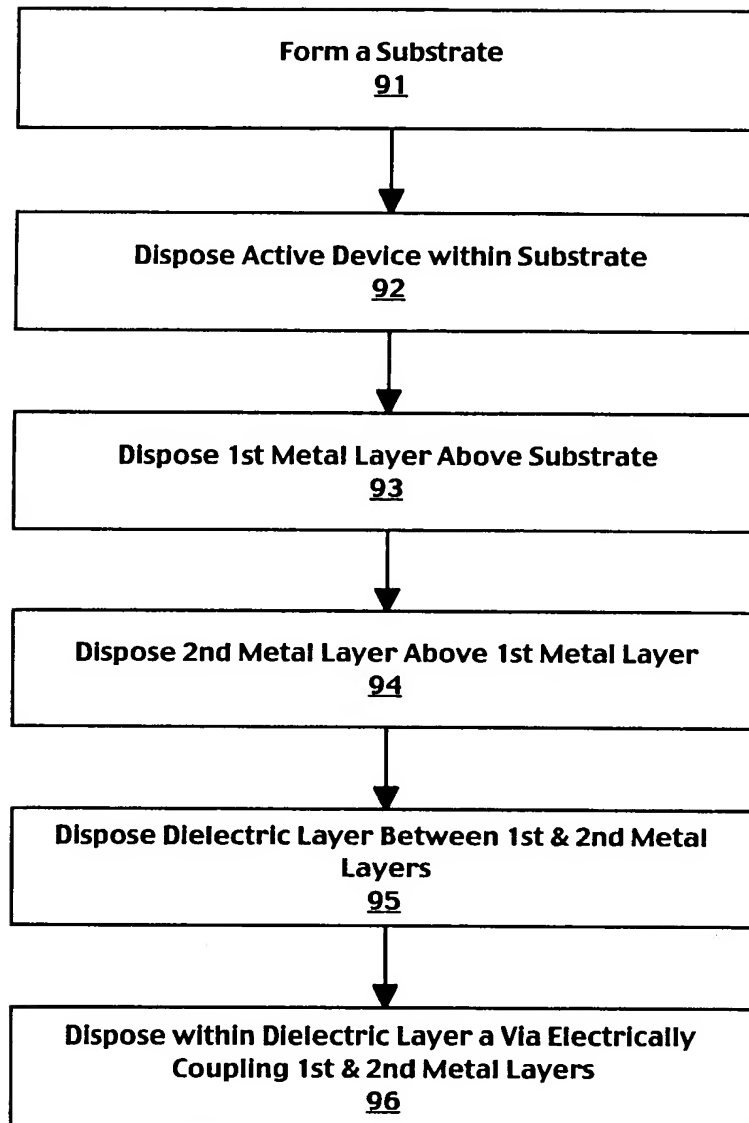 Form a Substrate
91
Dispose Active Device within Substrate
92
Dispose 1st Metal Layer Above Substrate
93
Dispose 2nd Metal Layer Above 1st Metal Layer
94
Dispose Dielectric Layer Between 1st & 2nd Metal
Layers
95
Dispose within Dielectric Layer a Via Electrically
Coupling 1st & 2nd Metal Layers
96